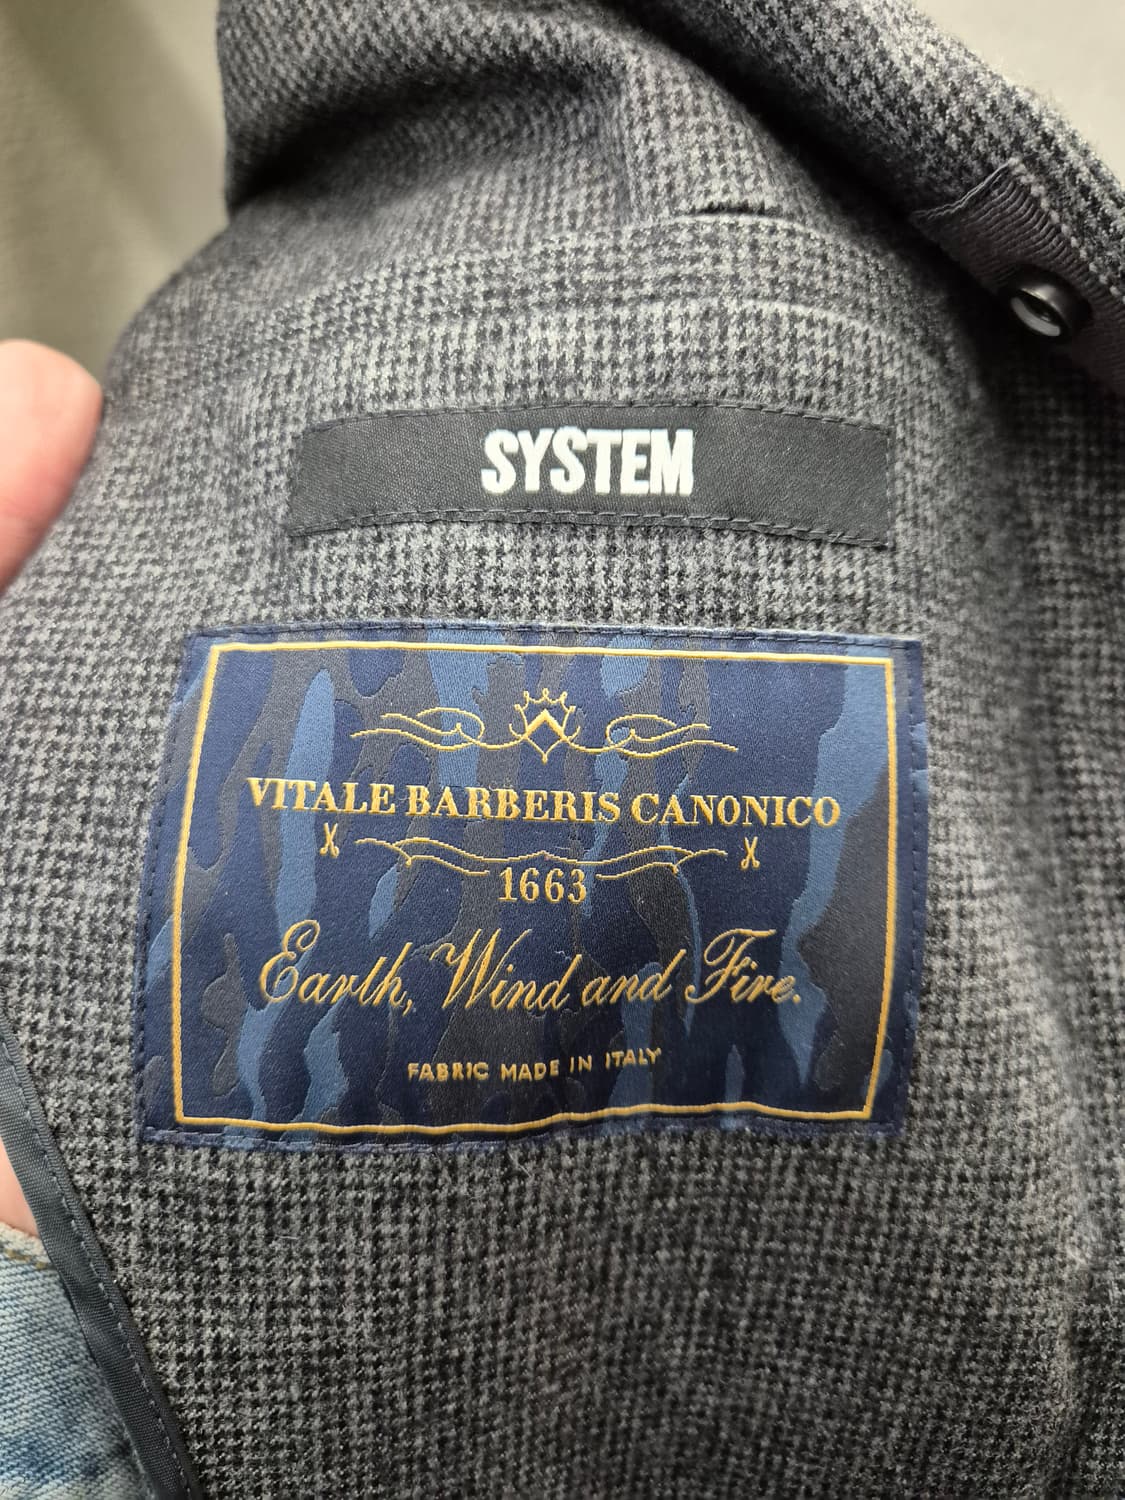 SYSTEM
VITALE BARBERIS CANONICO
1663
Earth, Wind and Fire.
FABRIC MADE IN ITALY